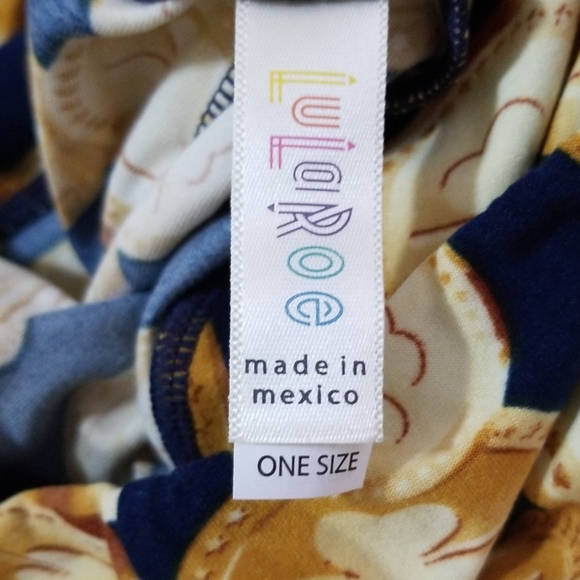 LuLaRoe
made in
mexico
ONE SIZE